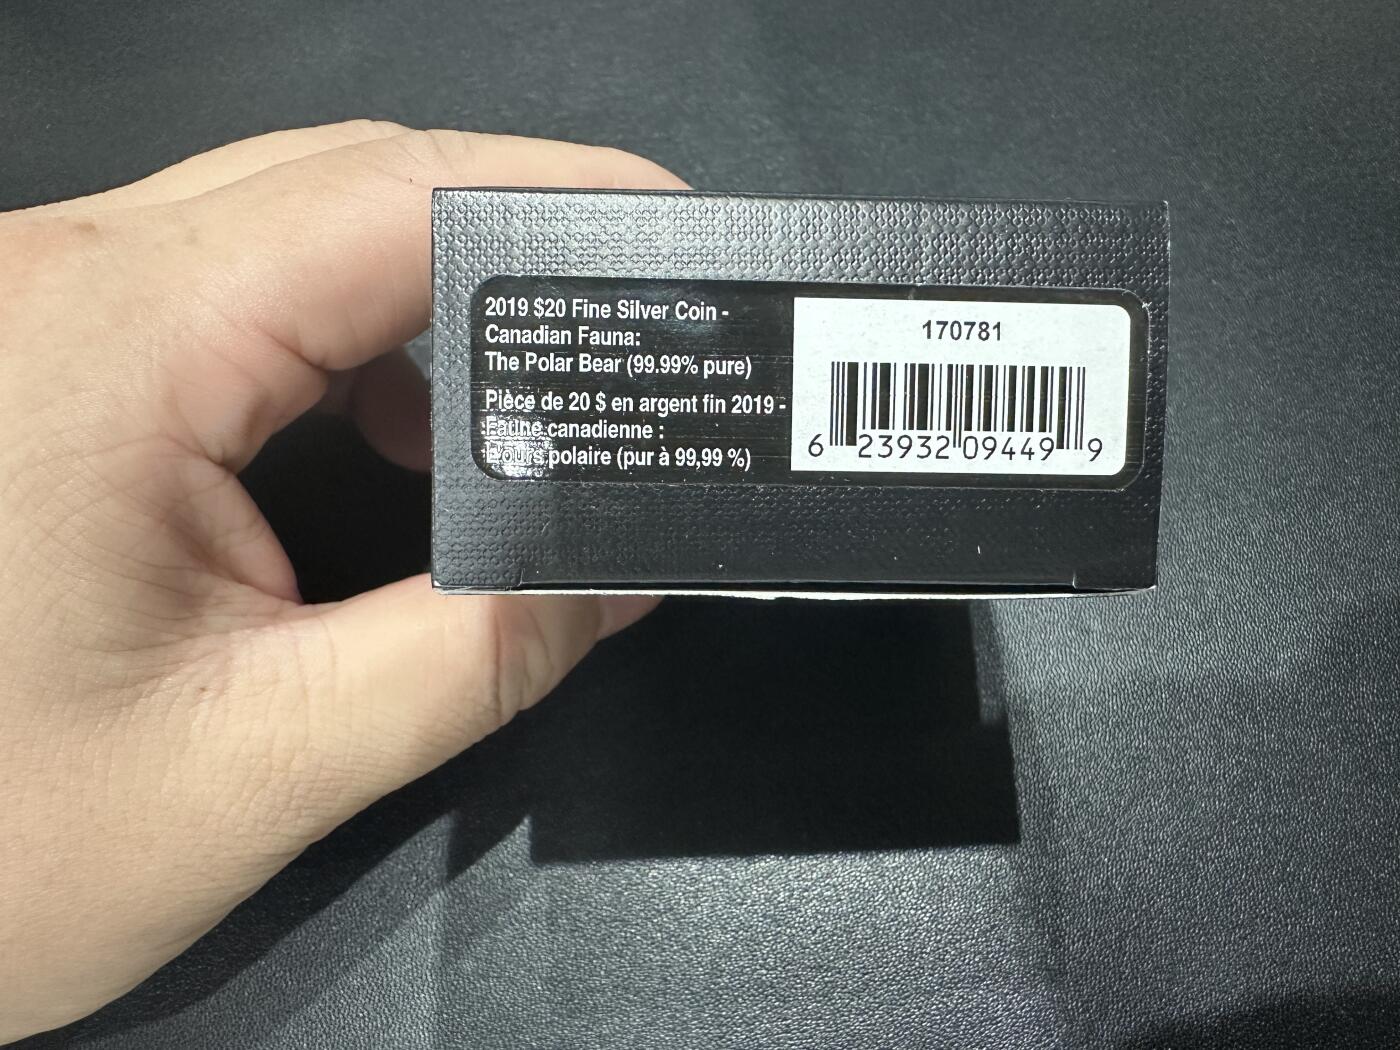 2019 $20 Fine Silver Coin -
Canadian Fauna:
The Polar Bear (99.99% pure)
Pièce de 20 $ en argent fin 2019 -
Faune canadienne :
L'ours polaire (pur à 99,99 %)
170781
6 23932 09449 9